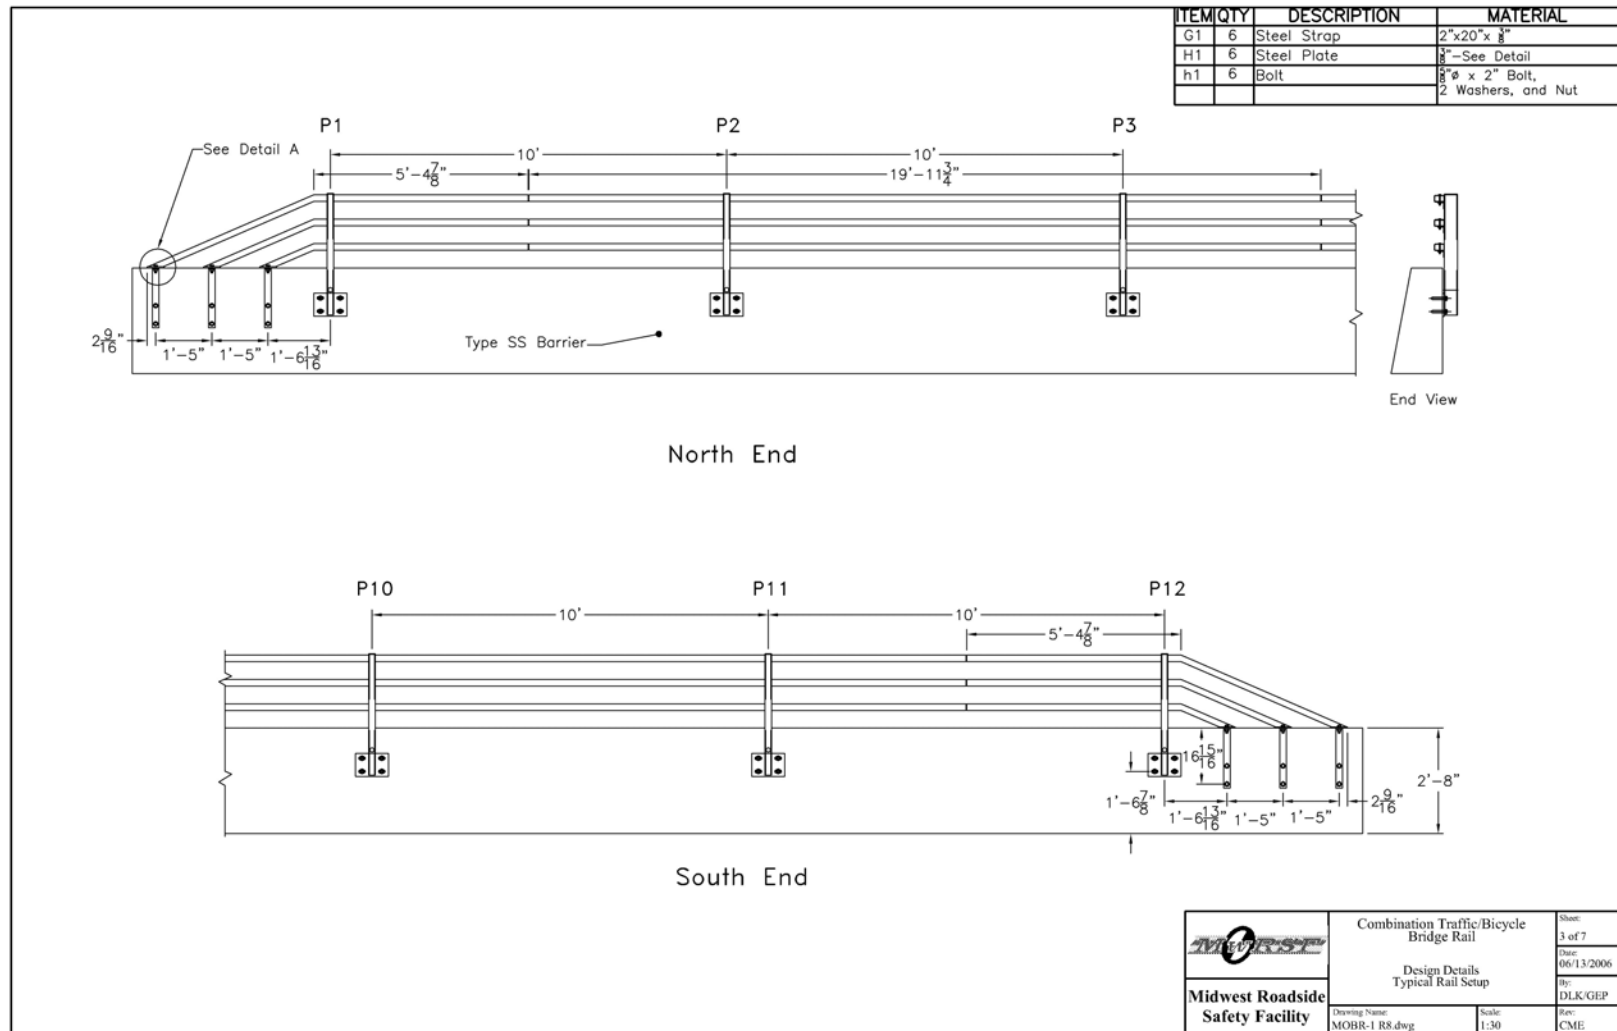 ITEM QTY DESCRIPTION MATERIAL
G1 6 Steel Strap 2"x20"x 3/8"
H1 6 Steel Plate 3/8"-See Detail
h1 6 Bolt 5/8"ø x 2" Bolt,
2 Washers, and Nut
P1 P2 P3
See Detail A
10' 10'
5'-4 7/8" 19'-11 3/4"
2 9/16" 1'-5" 1'-5" 1'-6 13/16"
Type SS Barrier
End View
North End
P10 P11 P12
10' 10'
5'-4 7/8"
16 15/16"
2'-8"
1'-6 7/8"
1'-6 13/16" 1'-5" 1'-5" 2 9/16"
South End
MwRSF
Midwest Roadside
Safety Facility
Combination Traffic/Bicycle
Bridge Rail
Design Details
Typical Rail Setup
Drawing Name:
MOBR-1 R8.dwg
Scale:
1:30
Sheet:
3 of 7
Date:
06/13/2006
By:
DLK/GEP
Rev:
CME